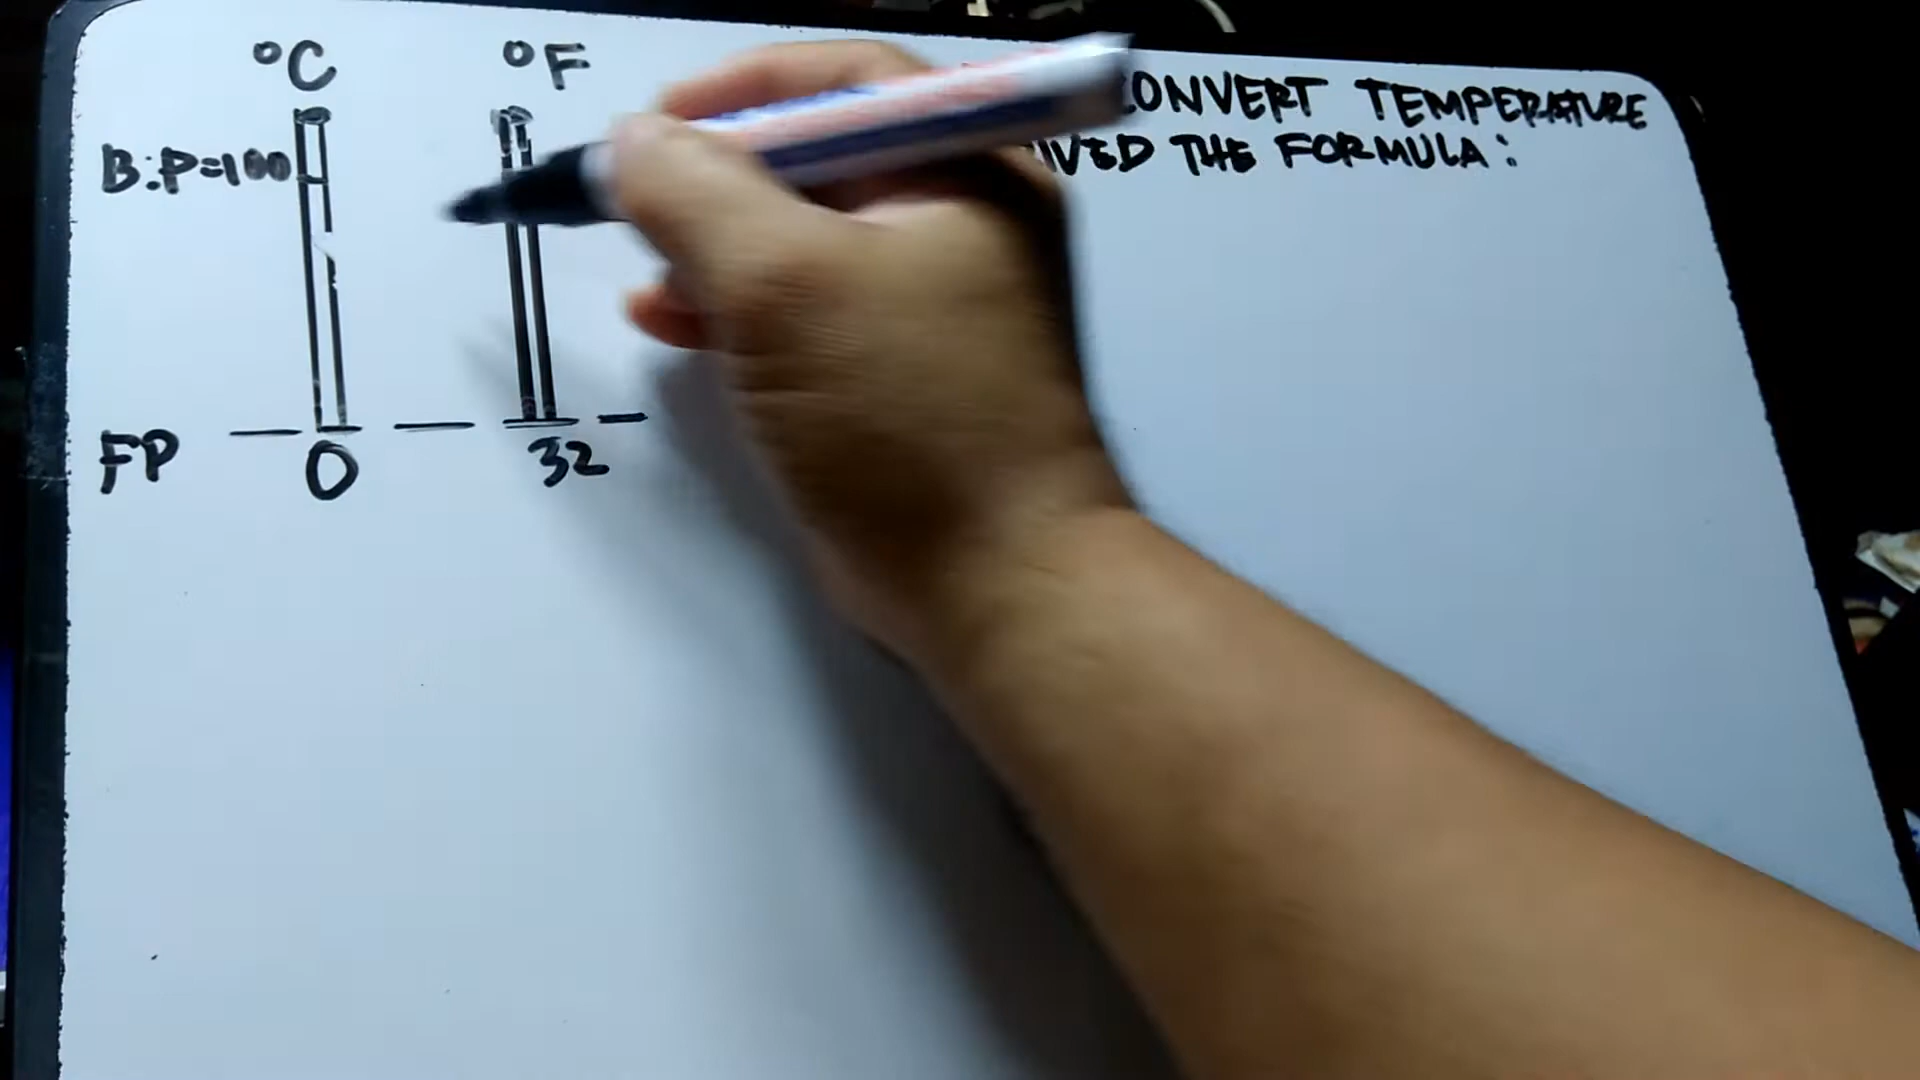 °C °F
CONVERT TEMPERATURE
THE FORMULA:
B.P=100
FP 0 32